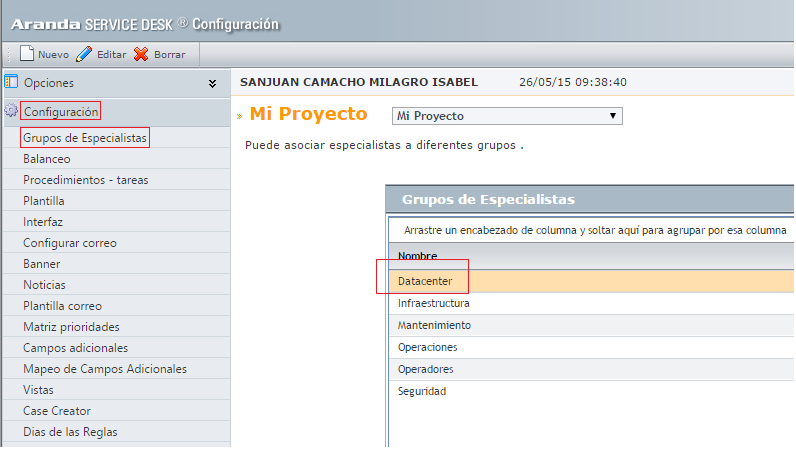 Aranda SERVICE DESK ® Configuración
Nuevo Editar Borrar
Opciones
Configuración
Grupos de Especialistas
Balanceo
Procedimientos - tareas
Plantilla
Interfaz
Configurar correo
Banner
Noticias
Plantilla correo
Matriz prioridades
Campos adicionales
Mapeo de Campos Adicionales
Vistas
Case Creator
Dias de las Reglas
SANJUAN CAMACHO MILAGRO ISABEL 26/05/15 09:38:40
» Mi Proyecto Mi Proyecto
Puede asociar especialistas a diferentes grupos .
Grupos de Especialistas
Arrastre un encabezado de columna y soltar aquí para agrupar por esa columna
Nombre
Datacenter
Infraestructura
Mantenimiento
Operaciones
Operadores
Seguridad